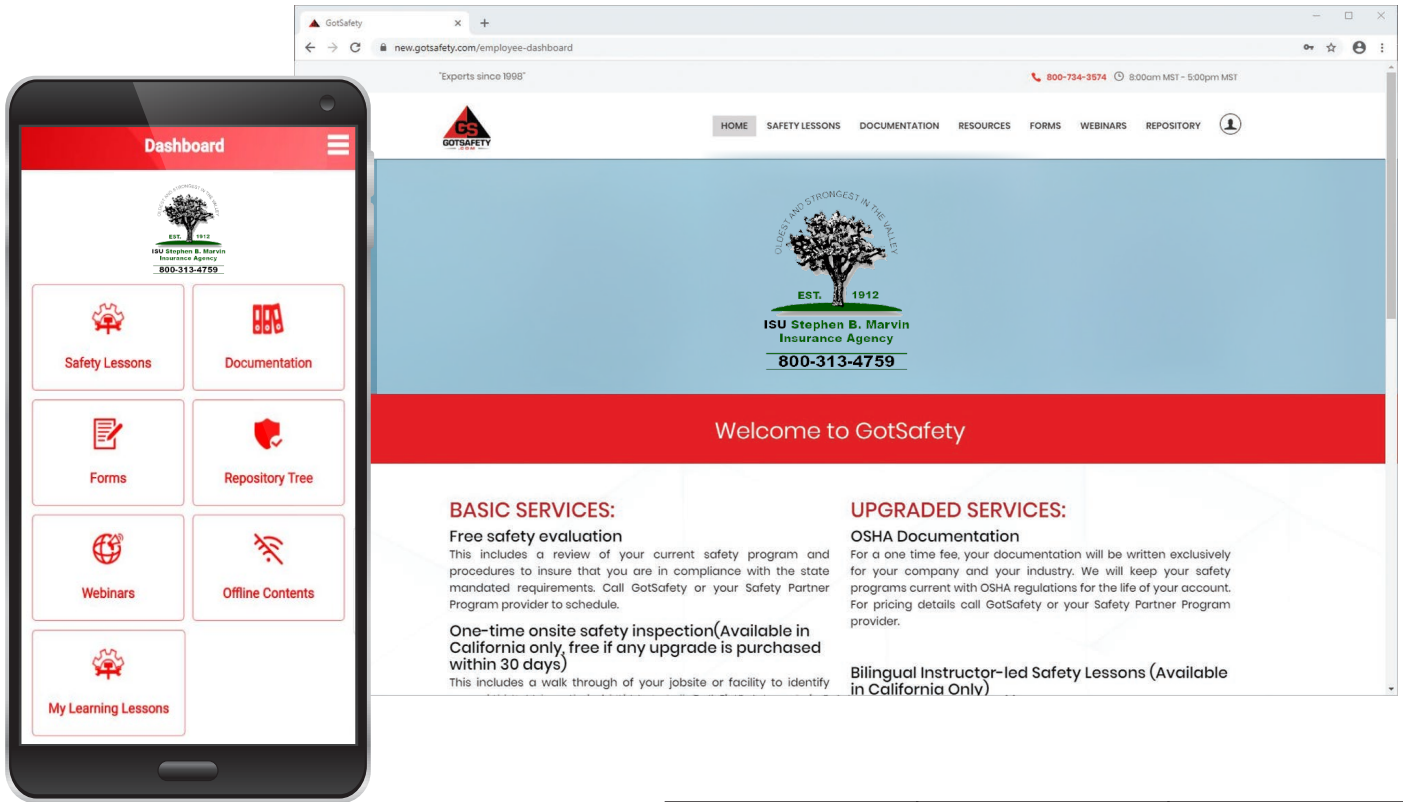 GotSafety
new.gotsafety.com/employee-dashboard
"Experts since 1998"
800-734-3574 8:00am MST - 5:00pm MST
GS
GOTSAFETY
.COM
HOME SAFETY LESSONS DOCUMENTATION RESOURCES FORMS WEBINARS REPOSITORY
OLDEST AND STRONGEST IN THE VALLEY
EST. 1912
ISU Stephen B. Marvin
Insurance Agency
800-313-4759
Welcome to GotSafety
BASIC SERVICES:
Free safety evaluation
This includes a review of your current safety program and
procedures to insure that you are in compliance with the state
mandated requirements. Call GotSafety or your Safety Partner
Program provider to schedule.
One-time onsite safety inspection(Available in
California only, free if any upgrade is purchased
within 30 days)
This includes a walk through of your jobsite or facility to identify
UPGRADED SERVICES:
OSHA Documentation
For a one time fee, your documentation will be written exclusively
for your company and your industry. We will keep your safety
programs current with OSHA regulations for the life of your account.
For pricing details call GotSafety or your Safety Partner Program
provider.
Bilingual Instructor-led Safety Lessons (Available
in California Only)
Dashboard
OLDEST AND STRONGEST IN THE VALLEY
EST. 1912
ISU Stephen B. Marvin
Insurance Agency
800-313-4759
Safety Lessons
Documentation
Forms
Repository Tree
Webinars
Offline Contents
My Learning Lessons